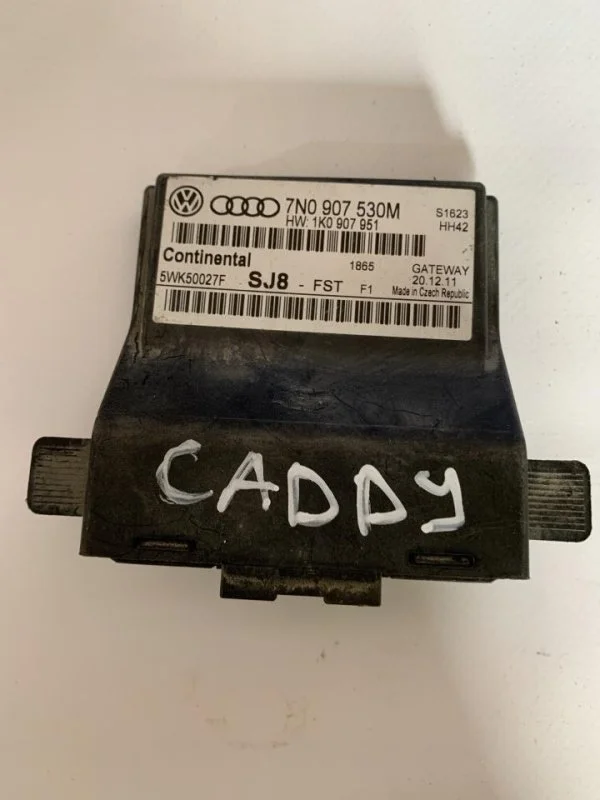 7N0 907 530M
HW: 1K0 907 951
S1623
HH42
Continental
1865
GATEWAY
5WK50027F SJ8 - FST F1
20.12.11
Made in Czech Republic
CADDY